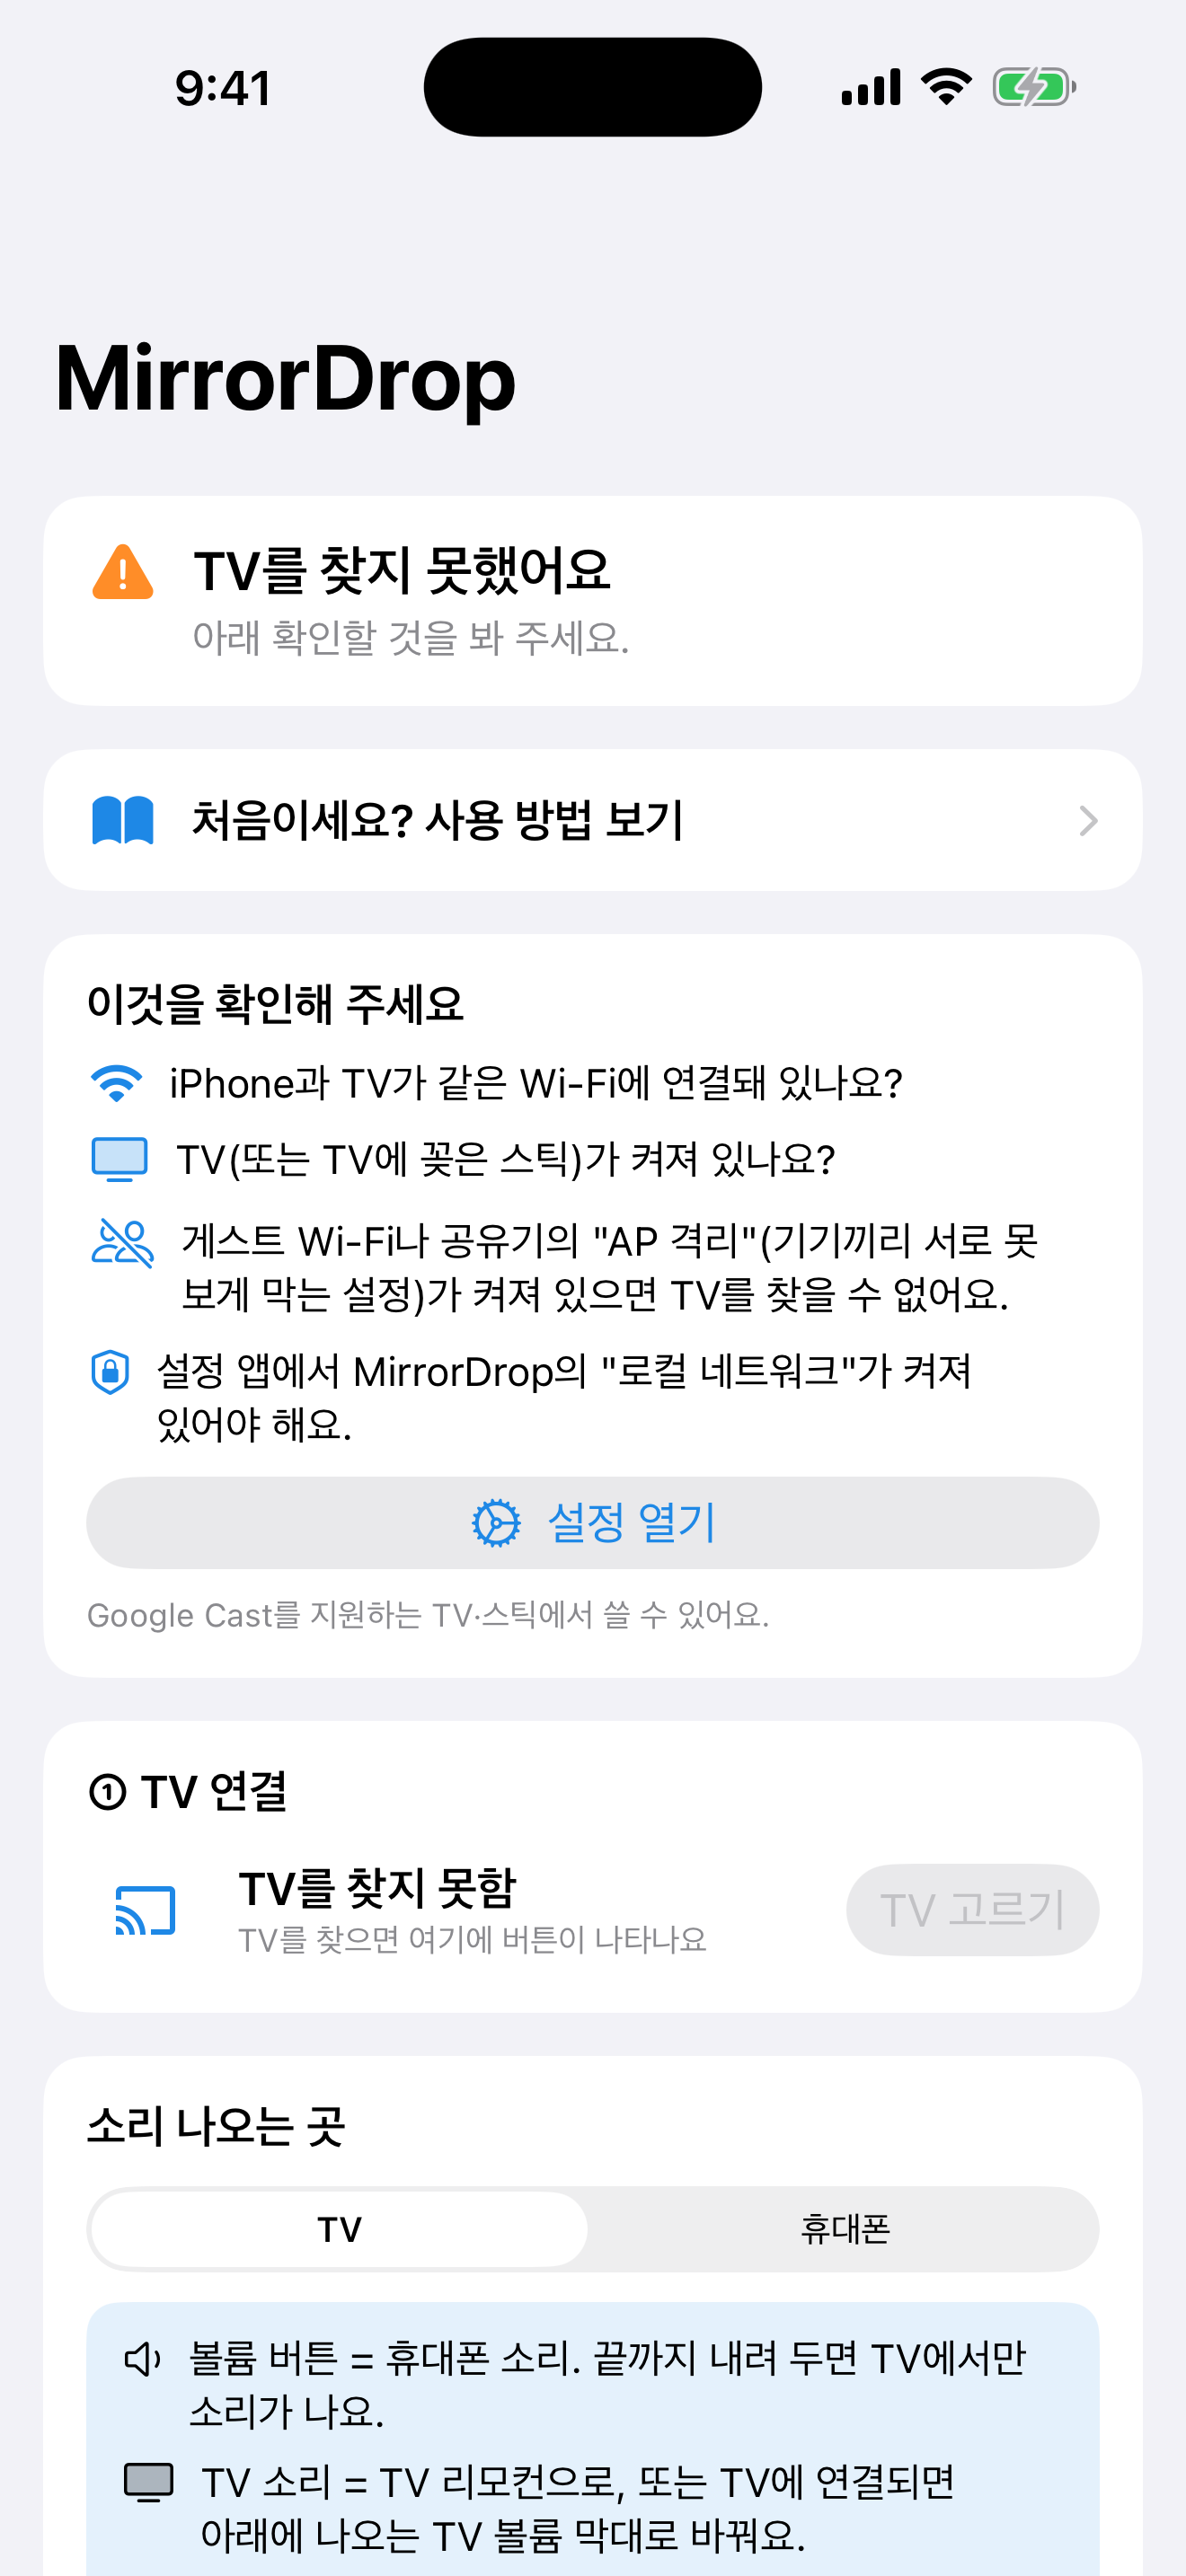 9:41
MirrorDrop
TV를 찾지 못했어요
아래 확인할 것을 봐 주세요.
처음이세요? 사용 방법 보기
이것을 확인해 주세요
iPhone과 TV가 같은 Wi-Fi에 연결돼 있나요?
TV(또는 TV에 꽂은 스틱)가 켜져 있나요?
게스트 Wi-Fi나 공유기의 "AP 격리"(기기끼리 서로 못
보게 막는 설정)가 켜져 있으면 TV를 찾을 수 없어요.
설정 앱에서 MirrorDrop의 "로컬 네트워크"가 켜져
있어야 해요.
설정 열기
Google Cast를 지원하는 TV·스틱에서 쓸 수 있어요.
① TV 연결
TV를 찾지 못함
TV를 찾으면 여기에 버튼이 나타나요
TV 고르기
소리 나오는 곳
TV
휴대폰
볼륨 버튼 = 휴대폰 소리. 끝까지 내려 두면 TV에서만
소리가 나요.
TV 소리 = TV 리모컨으로, 또는 TV에 연결되면
아래에 나오는 TV 볼륨 막대로 바꿔요.